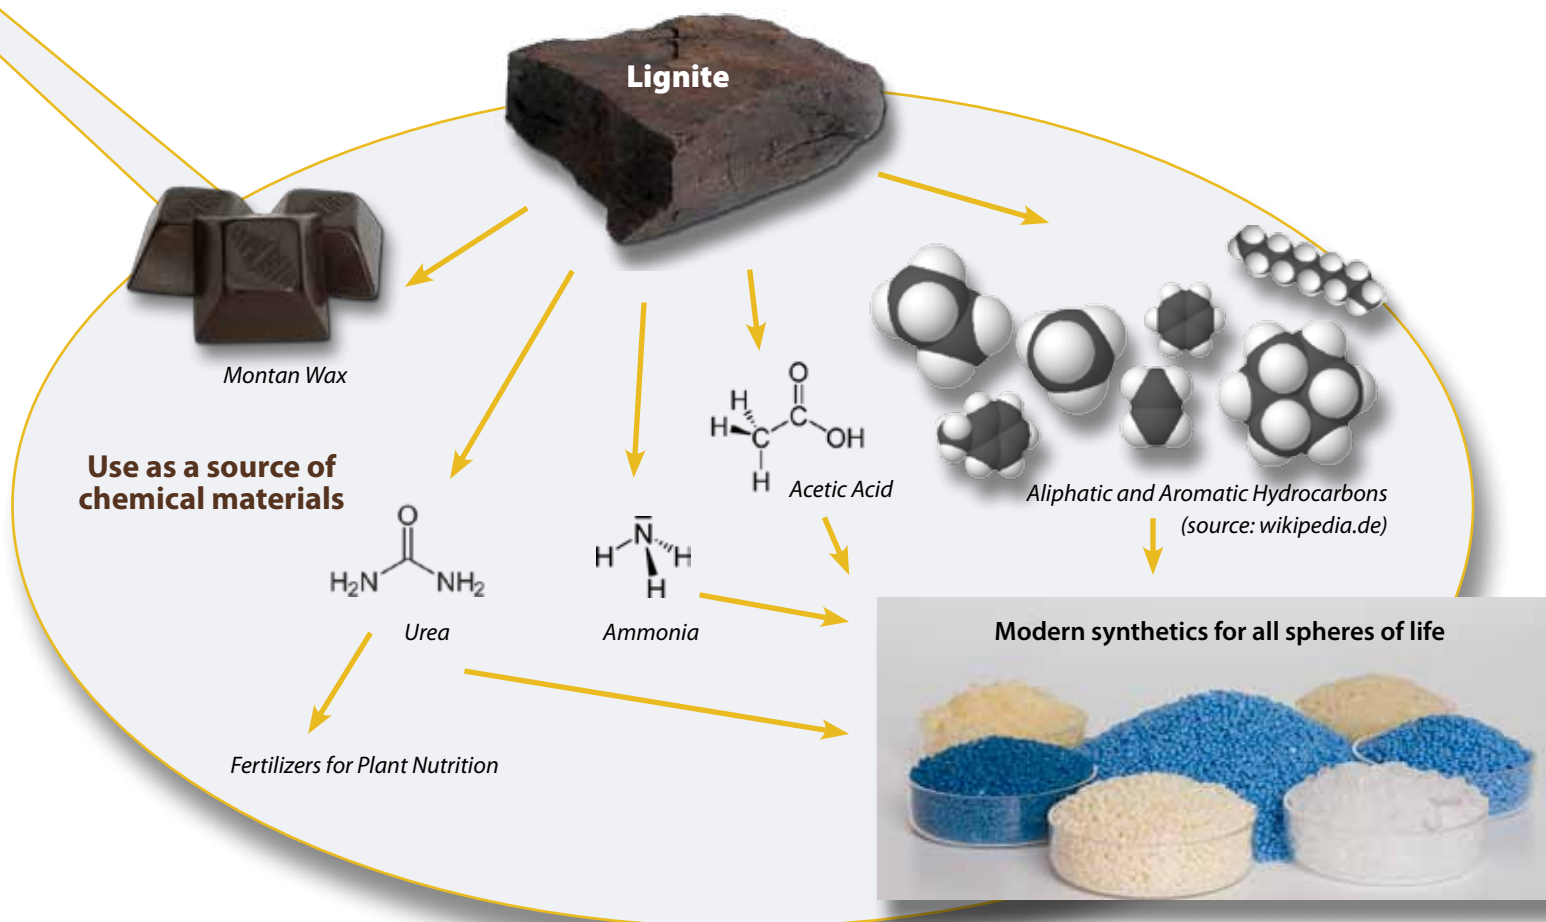 Lignite
Montan Wax
Use as a source of
chemical materials
O
H
H
C
C
OH
H
Acetic Acid
Aliphatic and Aromatic Hydrocarbons
(source: wikipedia.de)
O
H₂N
NH₂
Urea
N
H
H
H
Ammonia
Modern synthetics for all spheres of life
Fertilizers for Plant Nutrition